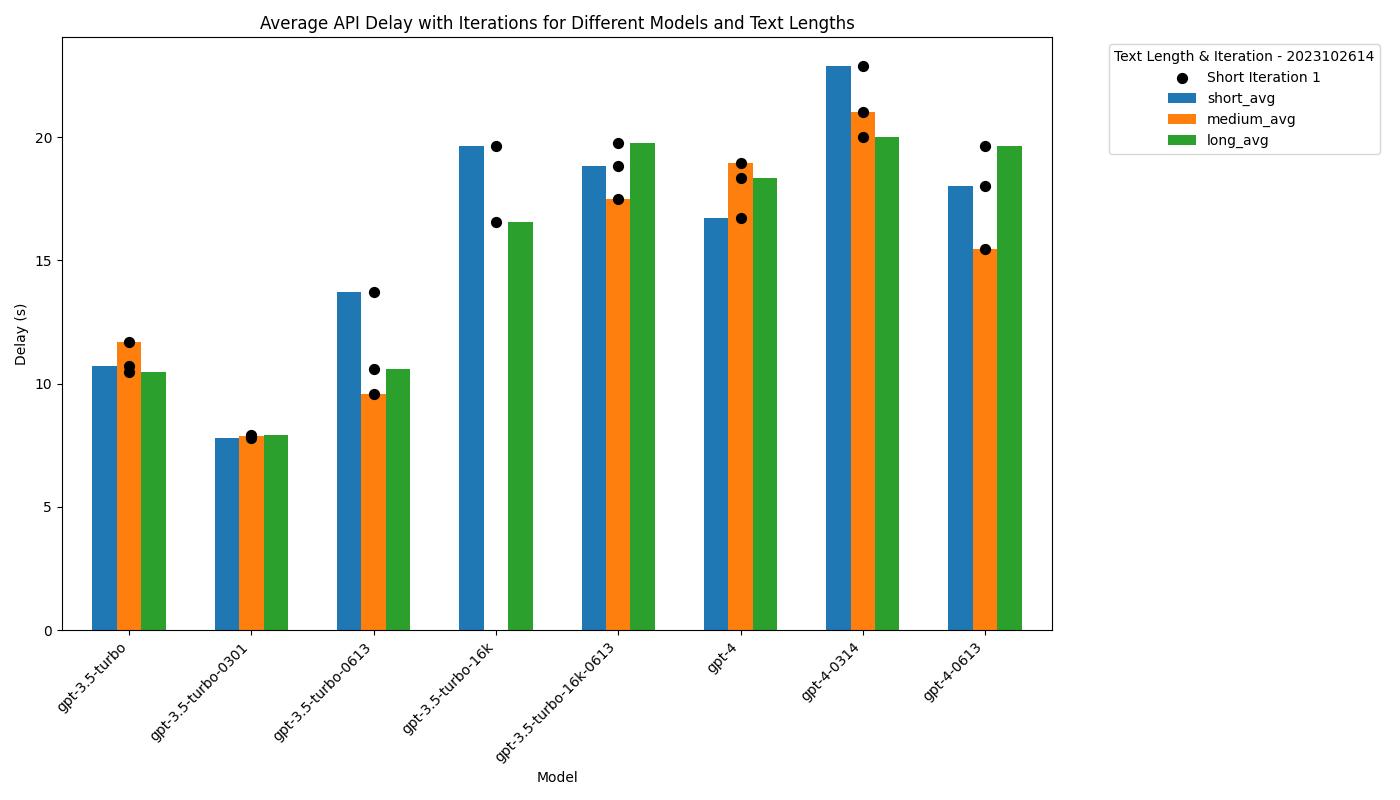 Average API Delay with Iterations for Different Models and Text Lengths
Text Length & Iteration - 2023102614
Short Iteration 1
short_avg
medium_avg
long_avg
Delay (s)
20
15
10
5
0
gpt-3.5-turbo
gpt-3.5-turbo-0301
gpt-3.5-turbo-0613
gpt-3.5-turbo-16k
gpt-3.5-turbo-16k-0613
gpt-4
gpt-4-0314
gpt-4-0613
Model